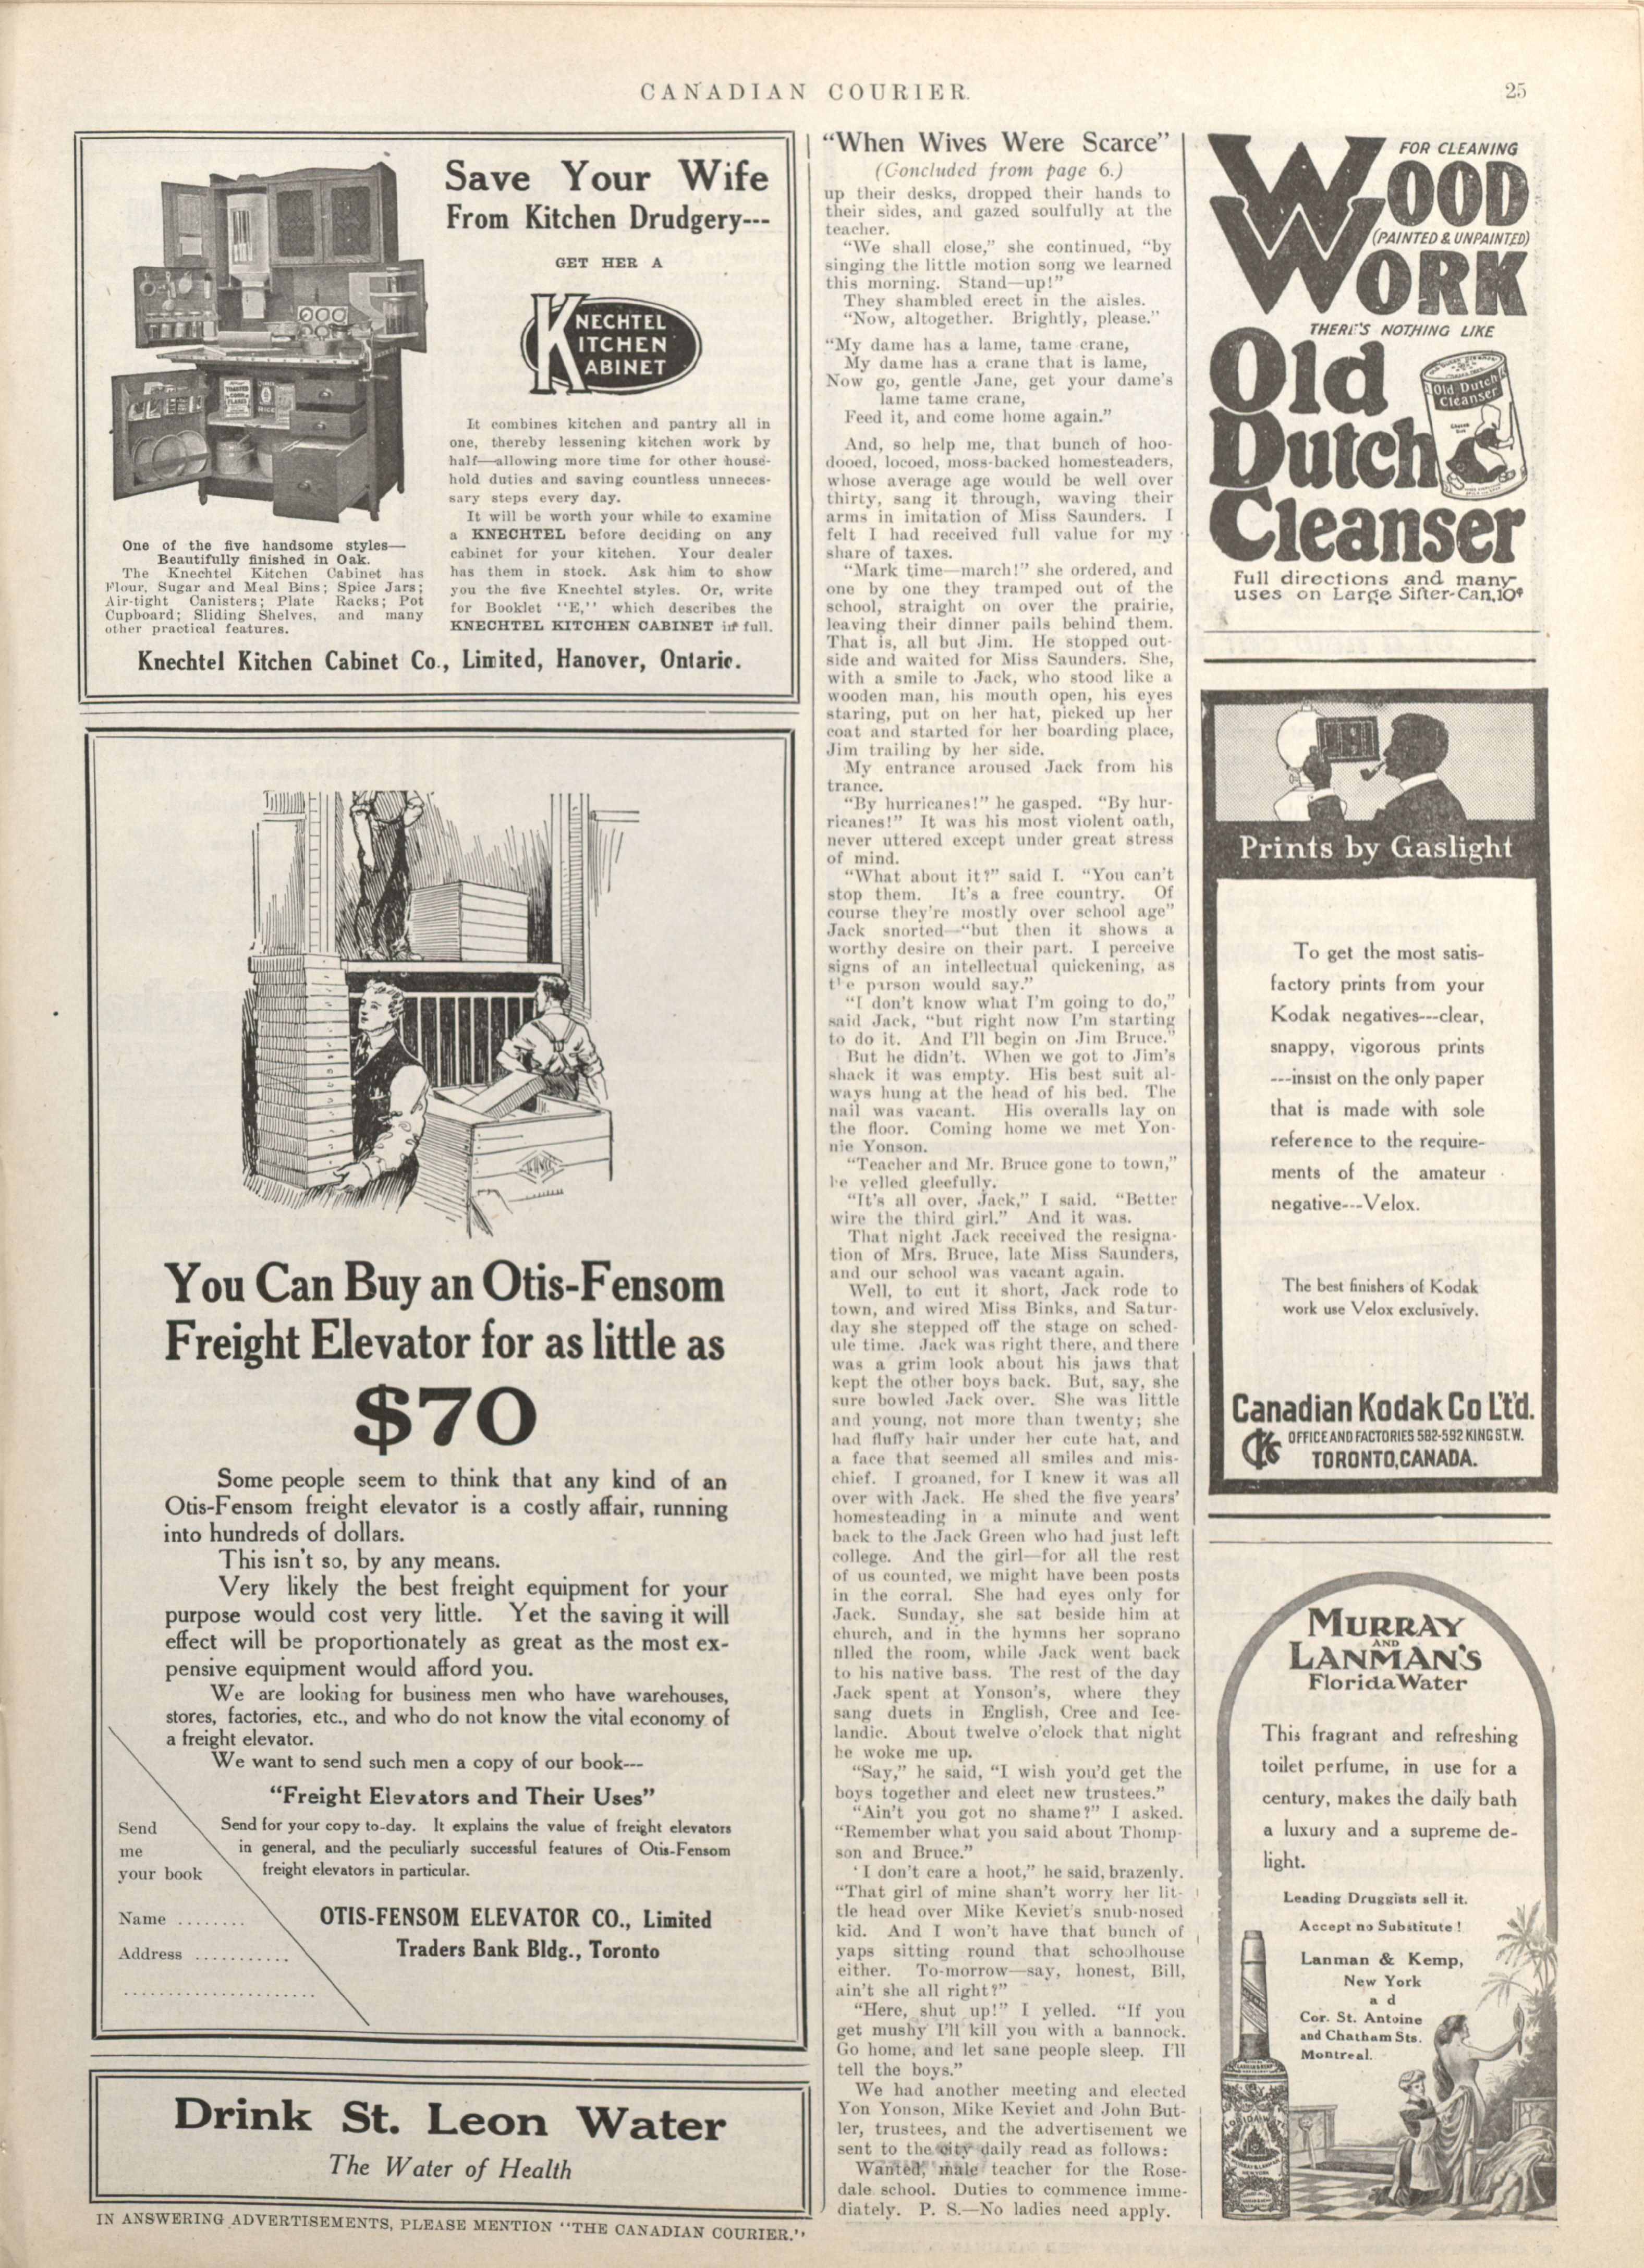 CANADIAN COURIER.
25
Save Your Wife
From Kitchen Drudgery---
GET HER A
KNECHTEL
KITCHEN
KABINET
It combines kitchen and pantry all in
one, thereby lessening kitchen work by
half—allowing more time for other house-
hold duties and saving countless unneces-
sary steps every day.
It will be worth your while to examine
a KNECHTEL before deciding on any
cabinet for your kitchen. Your dealer
has them in stock. Ask him to show
you the five Knechtel styles. Or, write
for Booklet "E," which describes the
KNECHTEL KITCHEN CABINET in full.
One of the five handsome styles—
Beautifully finished in Oak.
The Knechtel Kitchen Cabinet has
Flour, Sugar and Meal Bins; Spice Jars;
Air-tight Canisters; Plate Racks; Pot
Cupboard; Sliding Shelves, and many
other practical features.
Knechtel Kitchen Cabinet Co., Limited, Hanover, Ontario.
You Can Buy an Otis-Fensom
Freight Elevator for as little as
$70
Some people seem to think that any kind of an
Otis-Fensom freight elevator is a costly affair, running
into hundreds of dollars.
This isn't so, by any means.
Very likely the best freight equipment for your
purpose would cost very little. Yet the saving it will
effect will be proportionately as great as the most ex-
pensive equipment would afford you.
We are looking for business men who have warehouses,
stores, factories, etc., and who do not know the vital economy of
a freight elevator.
We want to send such men a copy of our book---
"Freight Elevators and Their Uses"
Send for your copy to-day. It explains the value of freight elevators
in general, and the peculiarly successful features of Otis-Fensom
freight elevators in particular.
Send
me
your book
Name ........
Address ...........
......................
OTIS-FENSOM ELEVATOR CO., Limited
Traders Bank Bldg., Toronto
Drink St. Leon Water
The Water of Health
IN ANSWERING ADVERTISEMENTS, PLEASE MENTION "THE CANADIAN COURIER."
"When Wives Were Scarce"
(Concluded from page 6.)
up their desks, dropped their hands to
their sides, and gazed soulfully at the
teacher.
"We shall close," she continued, "by
singing the little motion song we learned
this morning. Stand—up!"
They shambled erect in the aisles.
"Now, altogether. Brightly, please."
"My dame has a lame, tame crane,
My dame has a crane that is lame,
Now go, gentle Jane, get your dame's
lame tame crane,
Feed it, and come home again."
And, so help me, that bunch of hoo-
dooed, locoed, moss-backed homesteaders,
whose average age would be well over
thirty, sang it through, waving their
arms in imitation of Miss Saunders. I
felt I had received full value for my
share of taxes.
"Mark time—march!" she ordered, and
one by one they tramped out of the
school, straight on over the prairie,
leaving their dinner pails behind them.
That is, all but Jim. He stopped out-
side and waited for Miss Saunders. She,
with a smile to Jack, who stood like a
wooden man, his mouth open, his eyes
staring, put on her hat, picked up her
coat and started for her boarding place,
Jim trailing by her side.
My entrance aroused Jack from his
trance.
"By hurricanes!" he gasped. "By hur-
ricanes!" It was his most violent oath,
never uttered except under great stress
of mind.
"What about it?" said I. "You can't
stop them. It's a free country. Of
course they're mostly over school age"
Jack snorted—"but then it shows a
worthy desire on their part. I perceive
signs of an intellectual quickening, as
the parson would say."
"I don't know what I'm going to do,"
said Jack, "but right now I'm starting
to do it. And I'll begin on Jim Bruce."
But he didn't. When we got to Jim's
shack it was empty. His best suit al-
ways hung at the head of his bed. The
nail was vacant. His overalls lay on
the floor. Coming home we met Yon-
nie Yonson.
"Teacher and Mr. Bruce gone to town,"
he yelled gleefully.
"It's all over, Jack," I said. "Better
wire the third girl." And it was.
That night Jack received the resigna-
tion of Mrs. Bruce, late Miss Saunders,
and our school was vacant again.
Well, to cut it short, Jack rode to
town, and wired Miss Binks, and Satur-
day she stepped off the stage on sched-
ule time. Jack was right there, and there
was a grim look about his jaws that
kept the other boys back. But, say, she
sure bowled Jack over. She was little
and young, not more than twenty; she
had fluffy hair under her cute hat, and
a face that seemed all smiles and mis-
chief. I groaned, for I knew it was all
over with Jack. He shed the five years'
homesteading in a minute and went
back to the Jack Green who had just left
college. And the girl—for all the rest
of us counted, we might have been posts
in the corral. She had eyes only for
Jack. Sunday, she sat beside him at
church, and in the hymns her soprano
filled the room, while Jack went back
to his native bass. The rest of the day
Jack spent at Yonson's, where they
sang duets in English, Cree and Ice-
landic. About twelve o'clock that night
he woke me up.
"Say," he said, "I wish you'd get the
boys together and elect new trustees."
"Ain't you got no shame?" I asked.
"Remember what you said about Thomp-
son and Bruce."
'I don't care a hoot," he said, brazenly.
"That girl of mine shan't worry her lit-
tle head over Mike Keviet's snub-nosed
kid. And I won't have that bunch of
yaps sitting round that schoolhouse
either. To-morrow—say, honest, Bill,
ain't she all right?"
"Here, shut up!" I yelled. "If you
get mushy I'll kill you with a bannock.
Go home, and let sane people sleep. I'll
tell the boys."
We had another meeting and elected
Yon Yonson, Mike Keviet and John But-
ler, trustees, and the advertisement we
sent to the city daily read as follows:
Wanted, male teacher for the Rose-
dale school. Duties to commence imme-
diately. P. S.—No ladies need apply.
FOR CLEANING
WOOD
(PAINTED & UNPAINTED)
WORK
THERE'S NOTHING LIKE
Old
Dutch
Cleanser
Old Dutch
Cleanser
Full directions and many
uses on Large Sifter-Can, 10¢
Prints by Gaslight
To get the most satis-
factory prints from your
Kodak negatives---clear,
snappy, vigorous prints
---insist on the only paper
that is made with sole
reference to the require-
ments of the amateur
negative---Velox.
The best finishers of Kodak
work use Velox exclusively.
Canadian Kodak Co L't'd.
OFFICE AND FACTORIES 582-592 KING ST. W.
TORONTO, CANADA.
MURRAY
AND
LANMAN'S
Florida Water
This fragrant and refreshing
toilet perfume, in use for a
century, makes the daily bath
a luxury and a supreme de-
light.
Leading Druggists sell it.
Accept no Substitute!
Lanman & Kemp,
New York
a d
Cor. St. Antoine
and Chatham Sts.
Montreal.